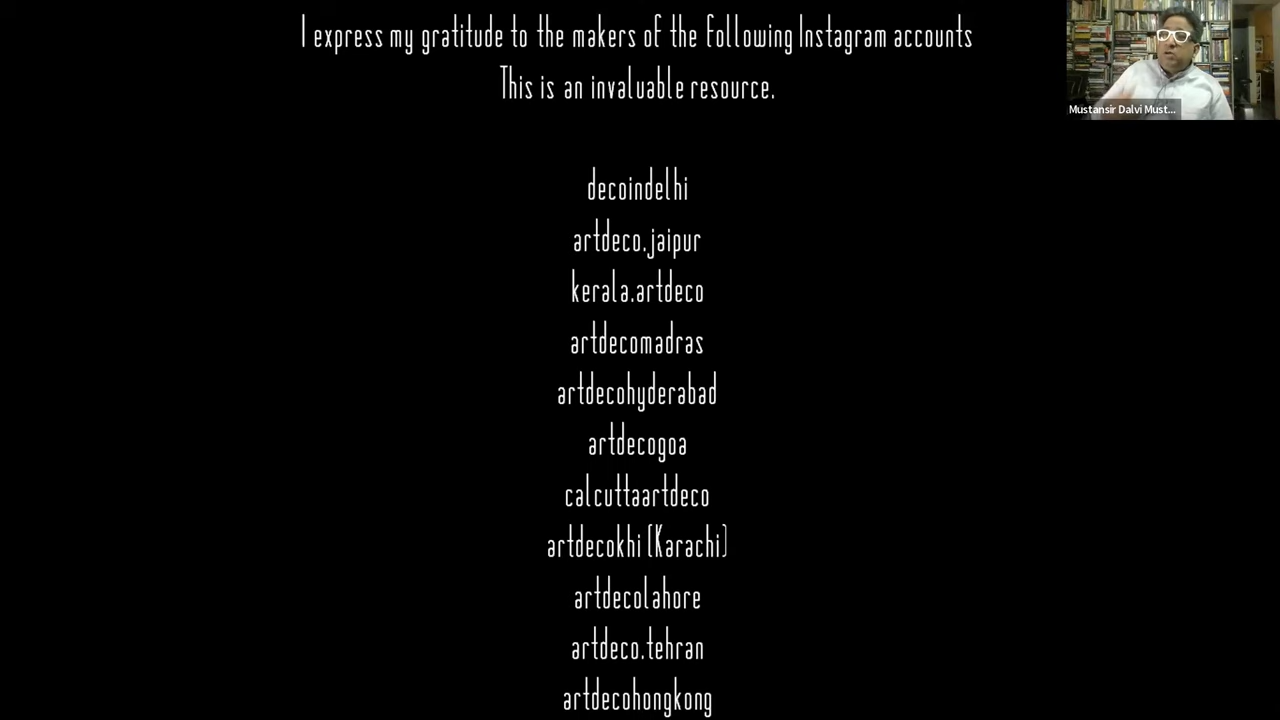 I express my gratitude to the makers of the following Instagram accounts
This is an invaluable resource.
Mustansir Dalvi Must...
decoindelhi
artdeco.jaipur
kerala.artdeco
artdecomadras
artdecohyderabad
artdecogoa
calcuttaartdeco
artdecokhi (Karachi)
artdecolahore
artdeco.tehran
artdecohongkong